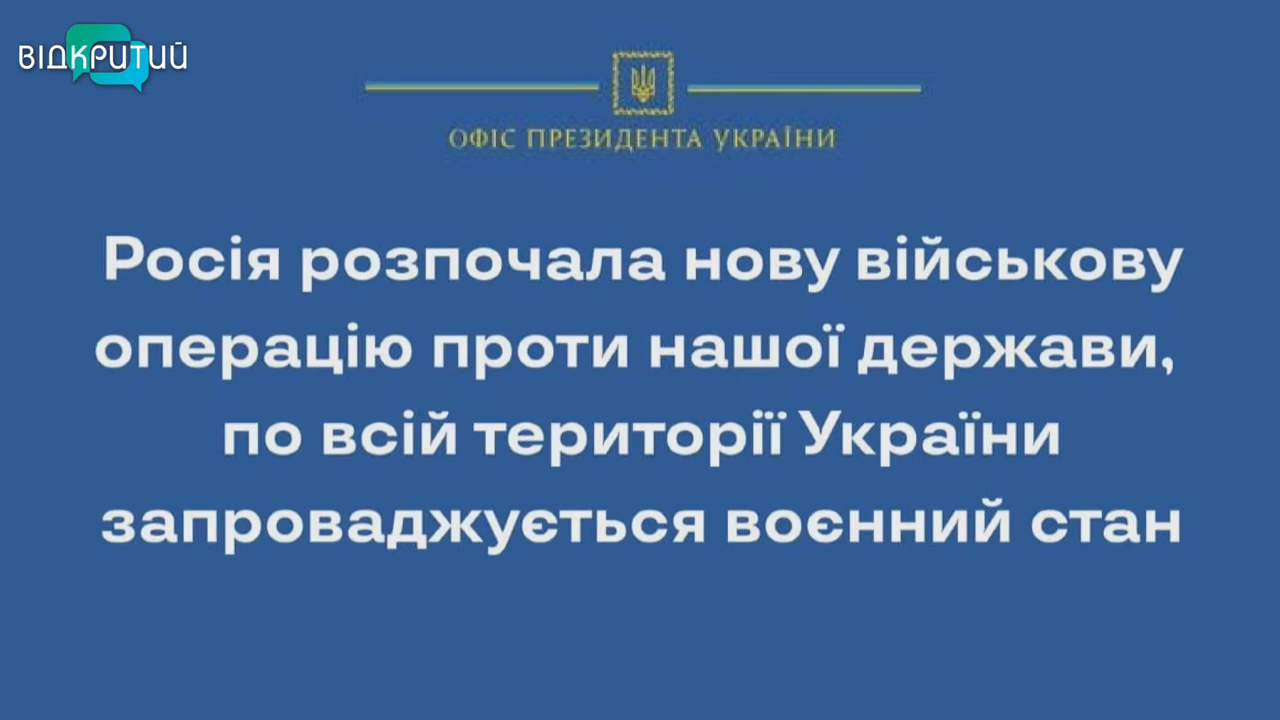 ВІДКРИТИЙ
ОФІС ПРЕЗИДЕНТА УКРАЇНИ
Росія розпочала нову військову
операцію проти нашої держави,
по всій території України
запроваджується воєнний стан